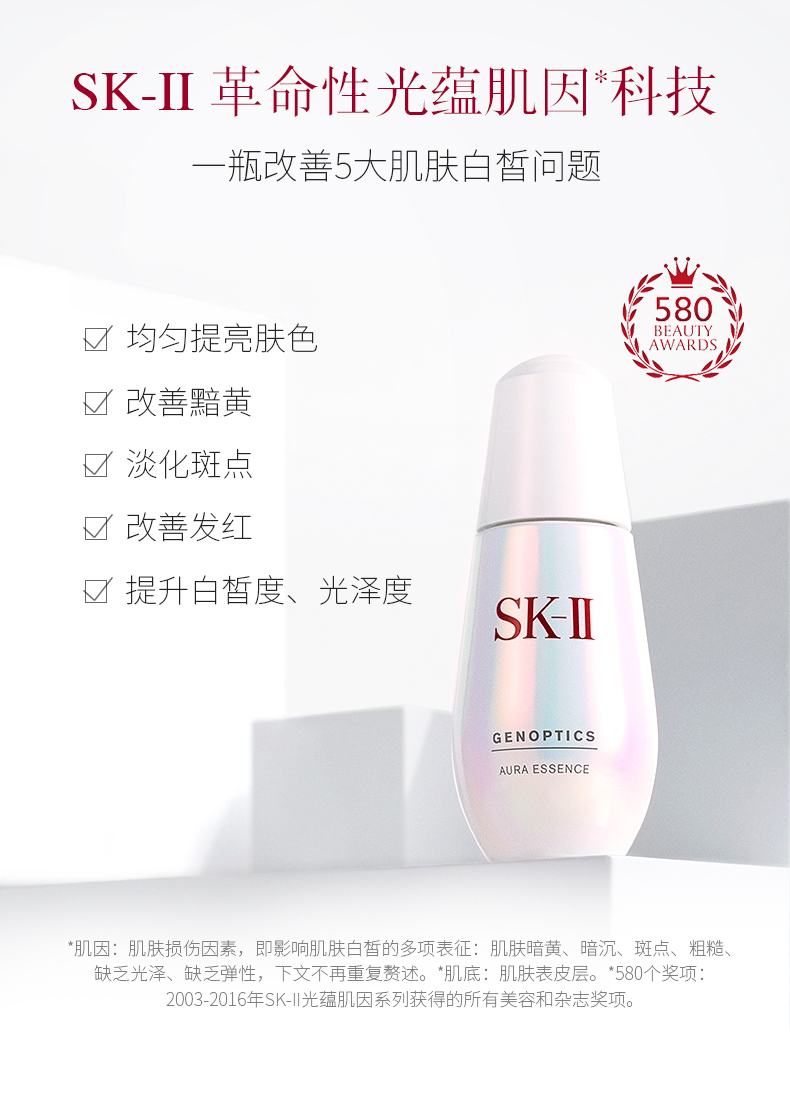 SK-II 革命性光蕴肌因*科技
一瓶改善5大肌肤白皙问题
580
BEAUTY
AWARDS
均匀提亮肤色
改善黯黄
淡化斑点
改善发红
提升白皙度、光泽度
SK-II
GENOPTICS
AURA ESSENCE
*肌因：肌肤损伤因素，即影响肌肤白皙的多项表征：肌肤暗黄、暗沉、斑点、粗糙、
缺乏光泽、缺乏弹性，下文不再重复赘述。*肌底：肌肤表皮层。*580个奖项：
2003-2016年SK-II光蕴肌因系列获得的所有美容和杂志奖项。